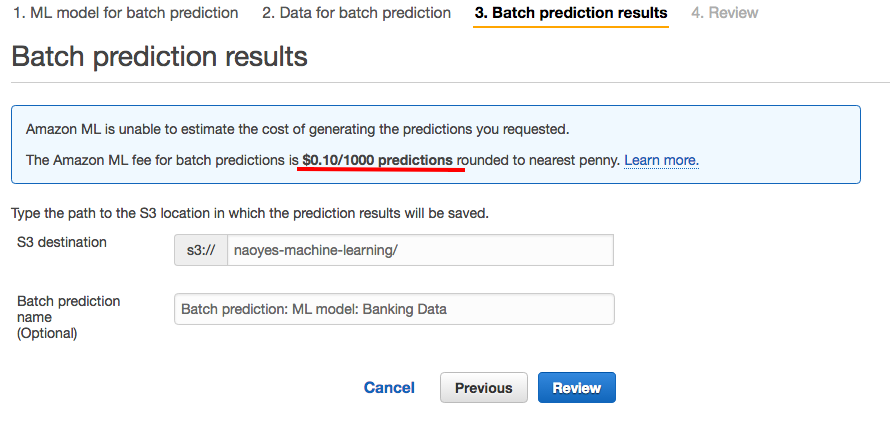 1. ML model for batch prediction 2. Data for batch prediction 3. Batch prediction results 4. Review
Batch prediction results
Amazon ML is unable to estimate the cost of generating the predictions you requested.
The Amazon ML fee for batch predictions is $0.10/1000 predictions rounded to nearest penny. Learn more.
Type the path to the S3 location in which the prediction results will be saved.
S3 destination s3:// naoyes-machine-learning/
Batch prediction
name
(Optional)
Batch prediction: ML model: Banking Data
Cancel Previous Review